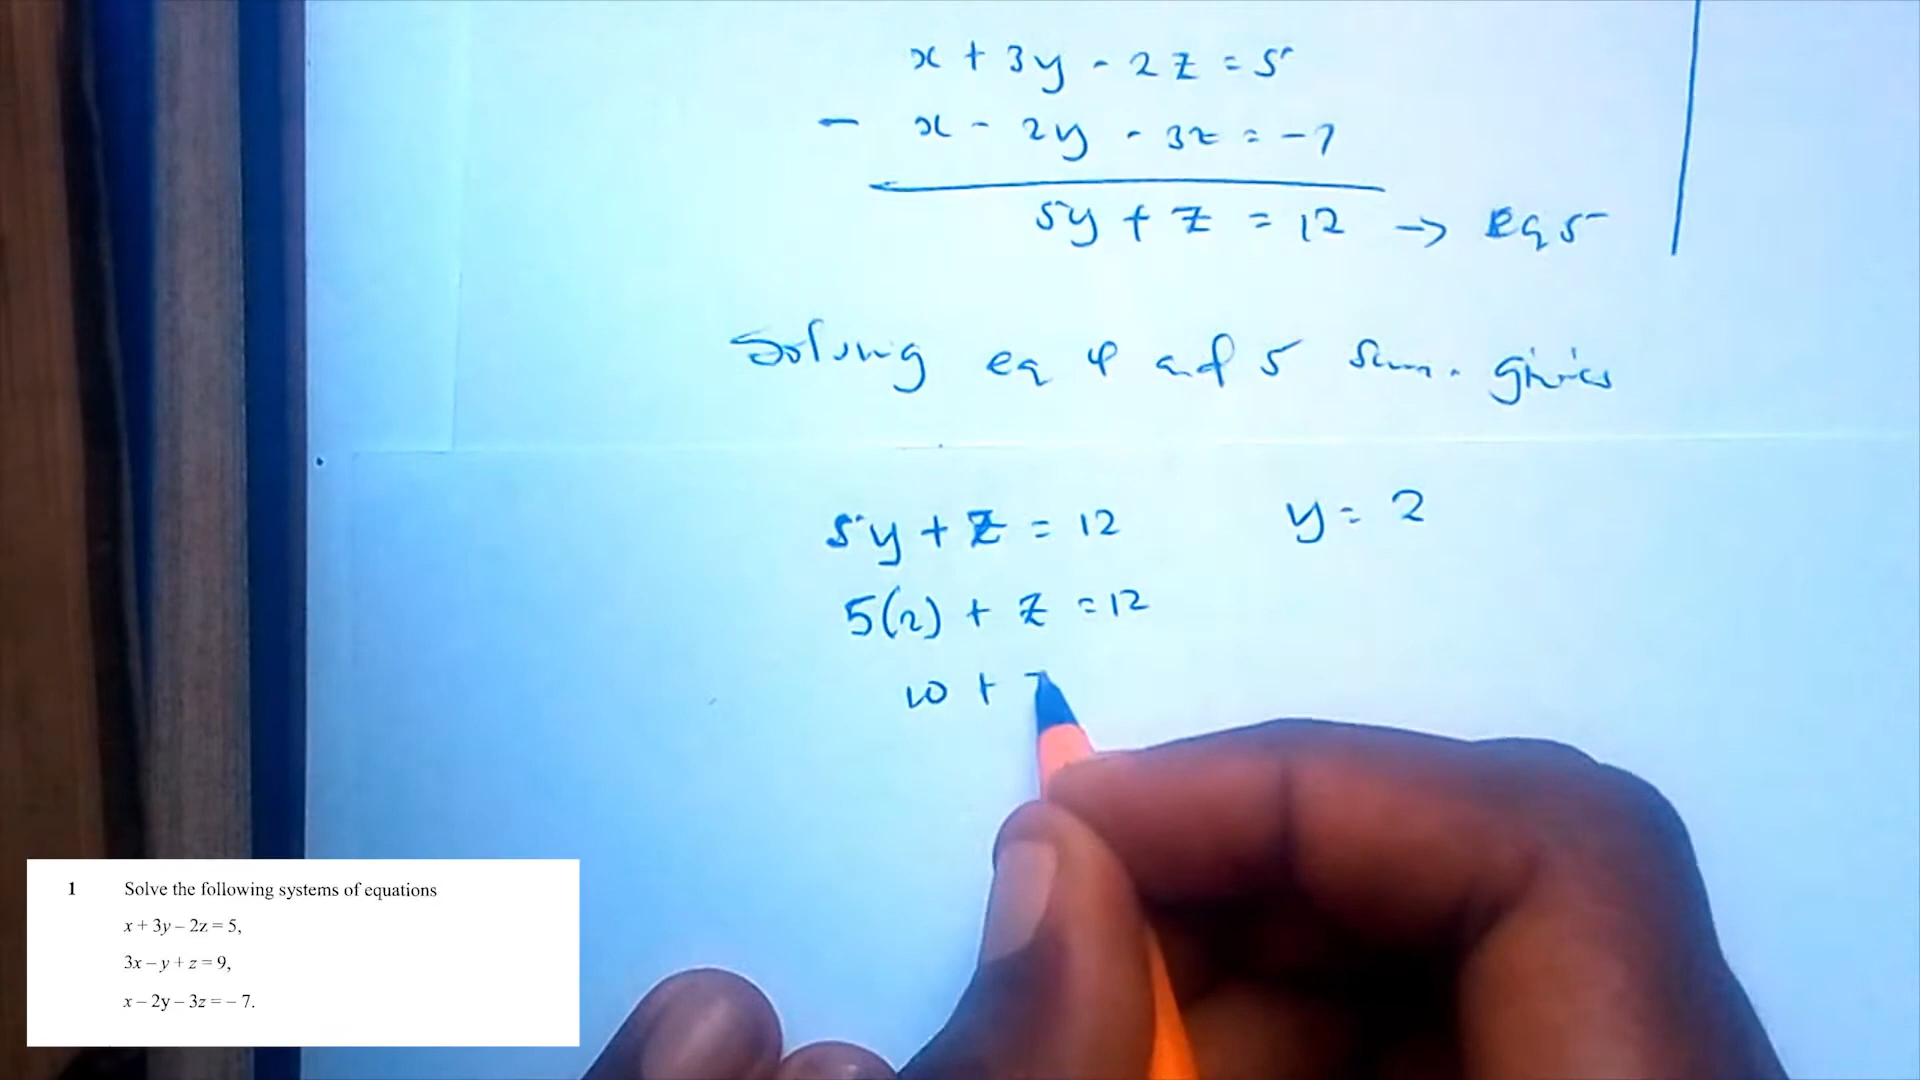 x + 3y - 2z = 5
- x - 2y - 3z = -7
5y + z = 12 → eq 5
Solving eq 4 and 5 sim. gives
5y + z = 12 y = 2
5(2) + z = 12
10 + z
1 Solve the following systems of equations
x + 3y – 2z = 5,
3x – y + z = 9,
x – 2y – 3z = – 7.